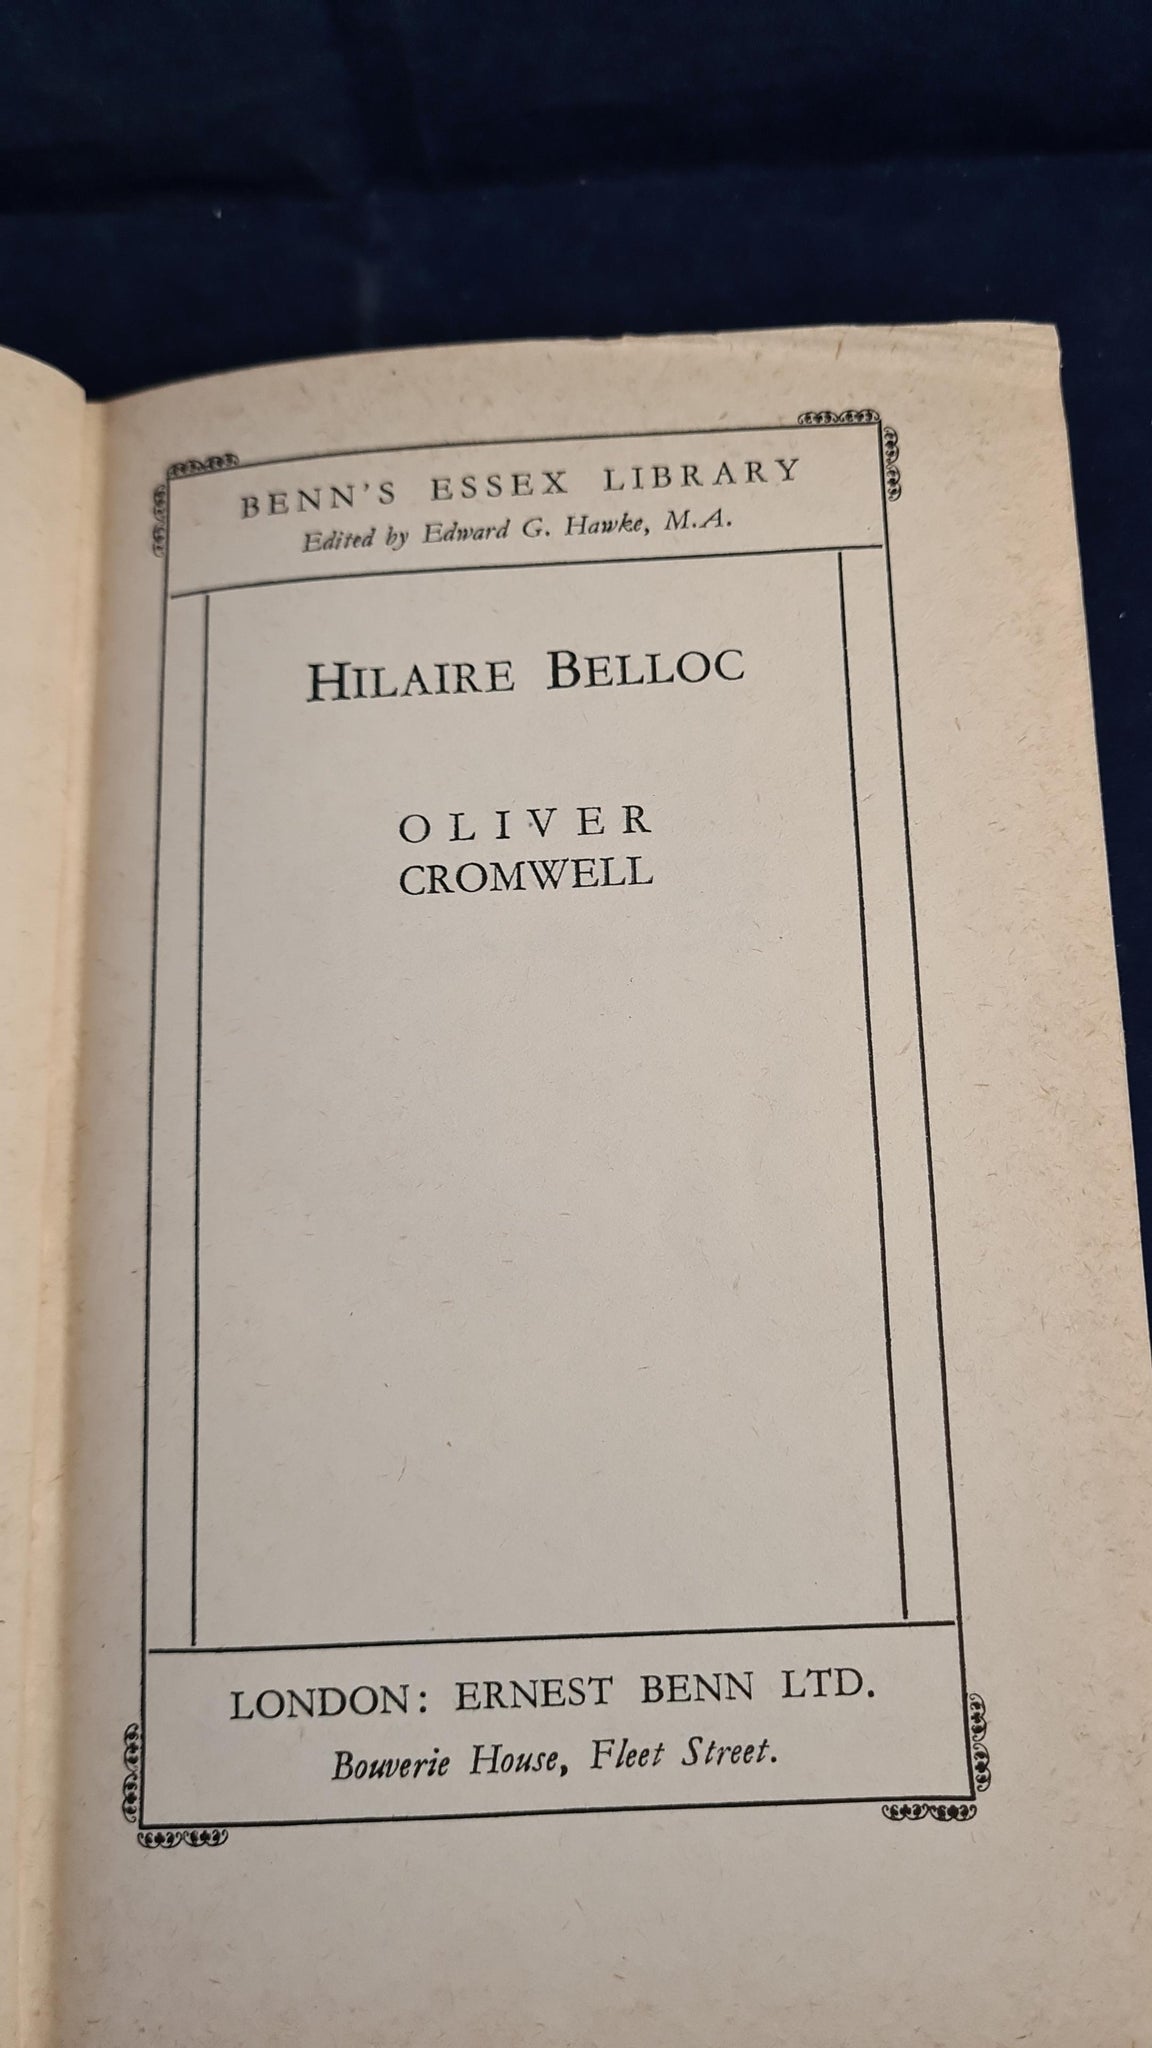 BENN'S ESSEX LIBRARY
Edited by Edward G. Hawke, M.A.
HILAIRE BELLOC
OLIVER
CROMWELL
LONDON: ERNEST BENN LTD.
Bouverie House, Fleet Street.